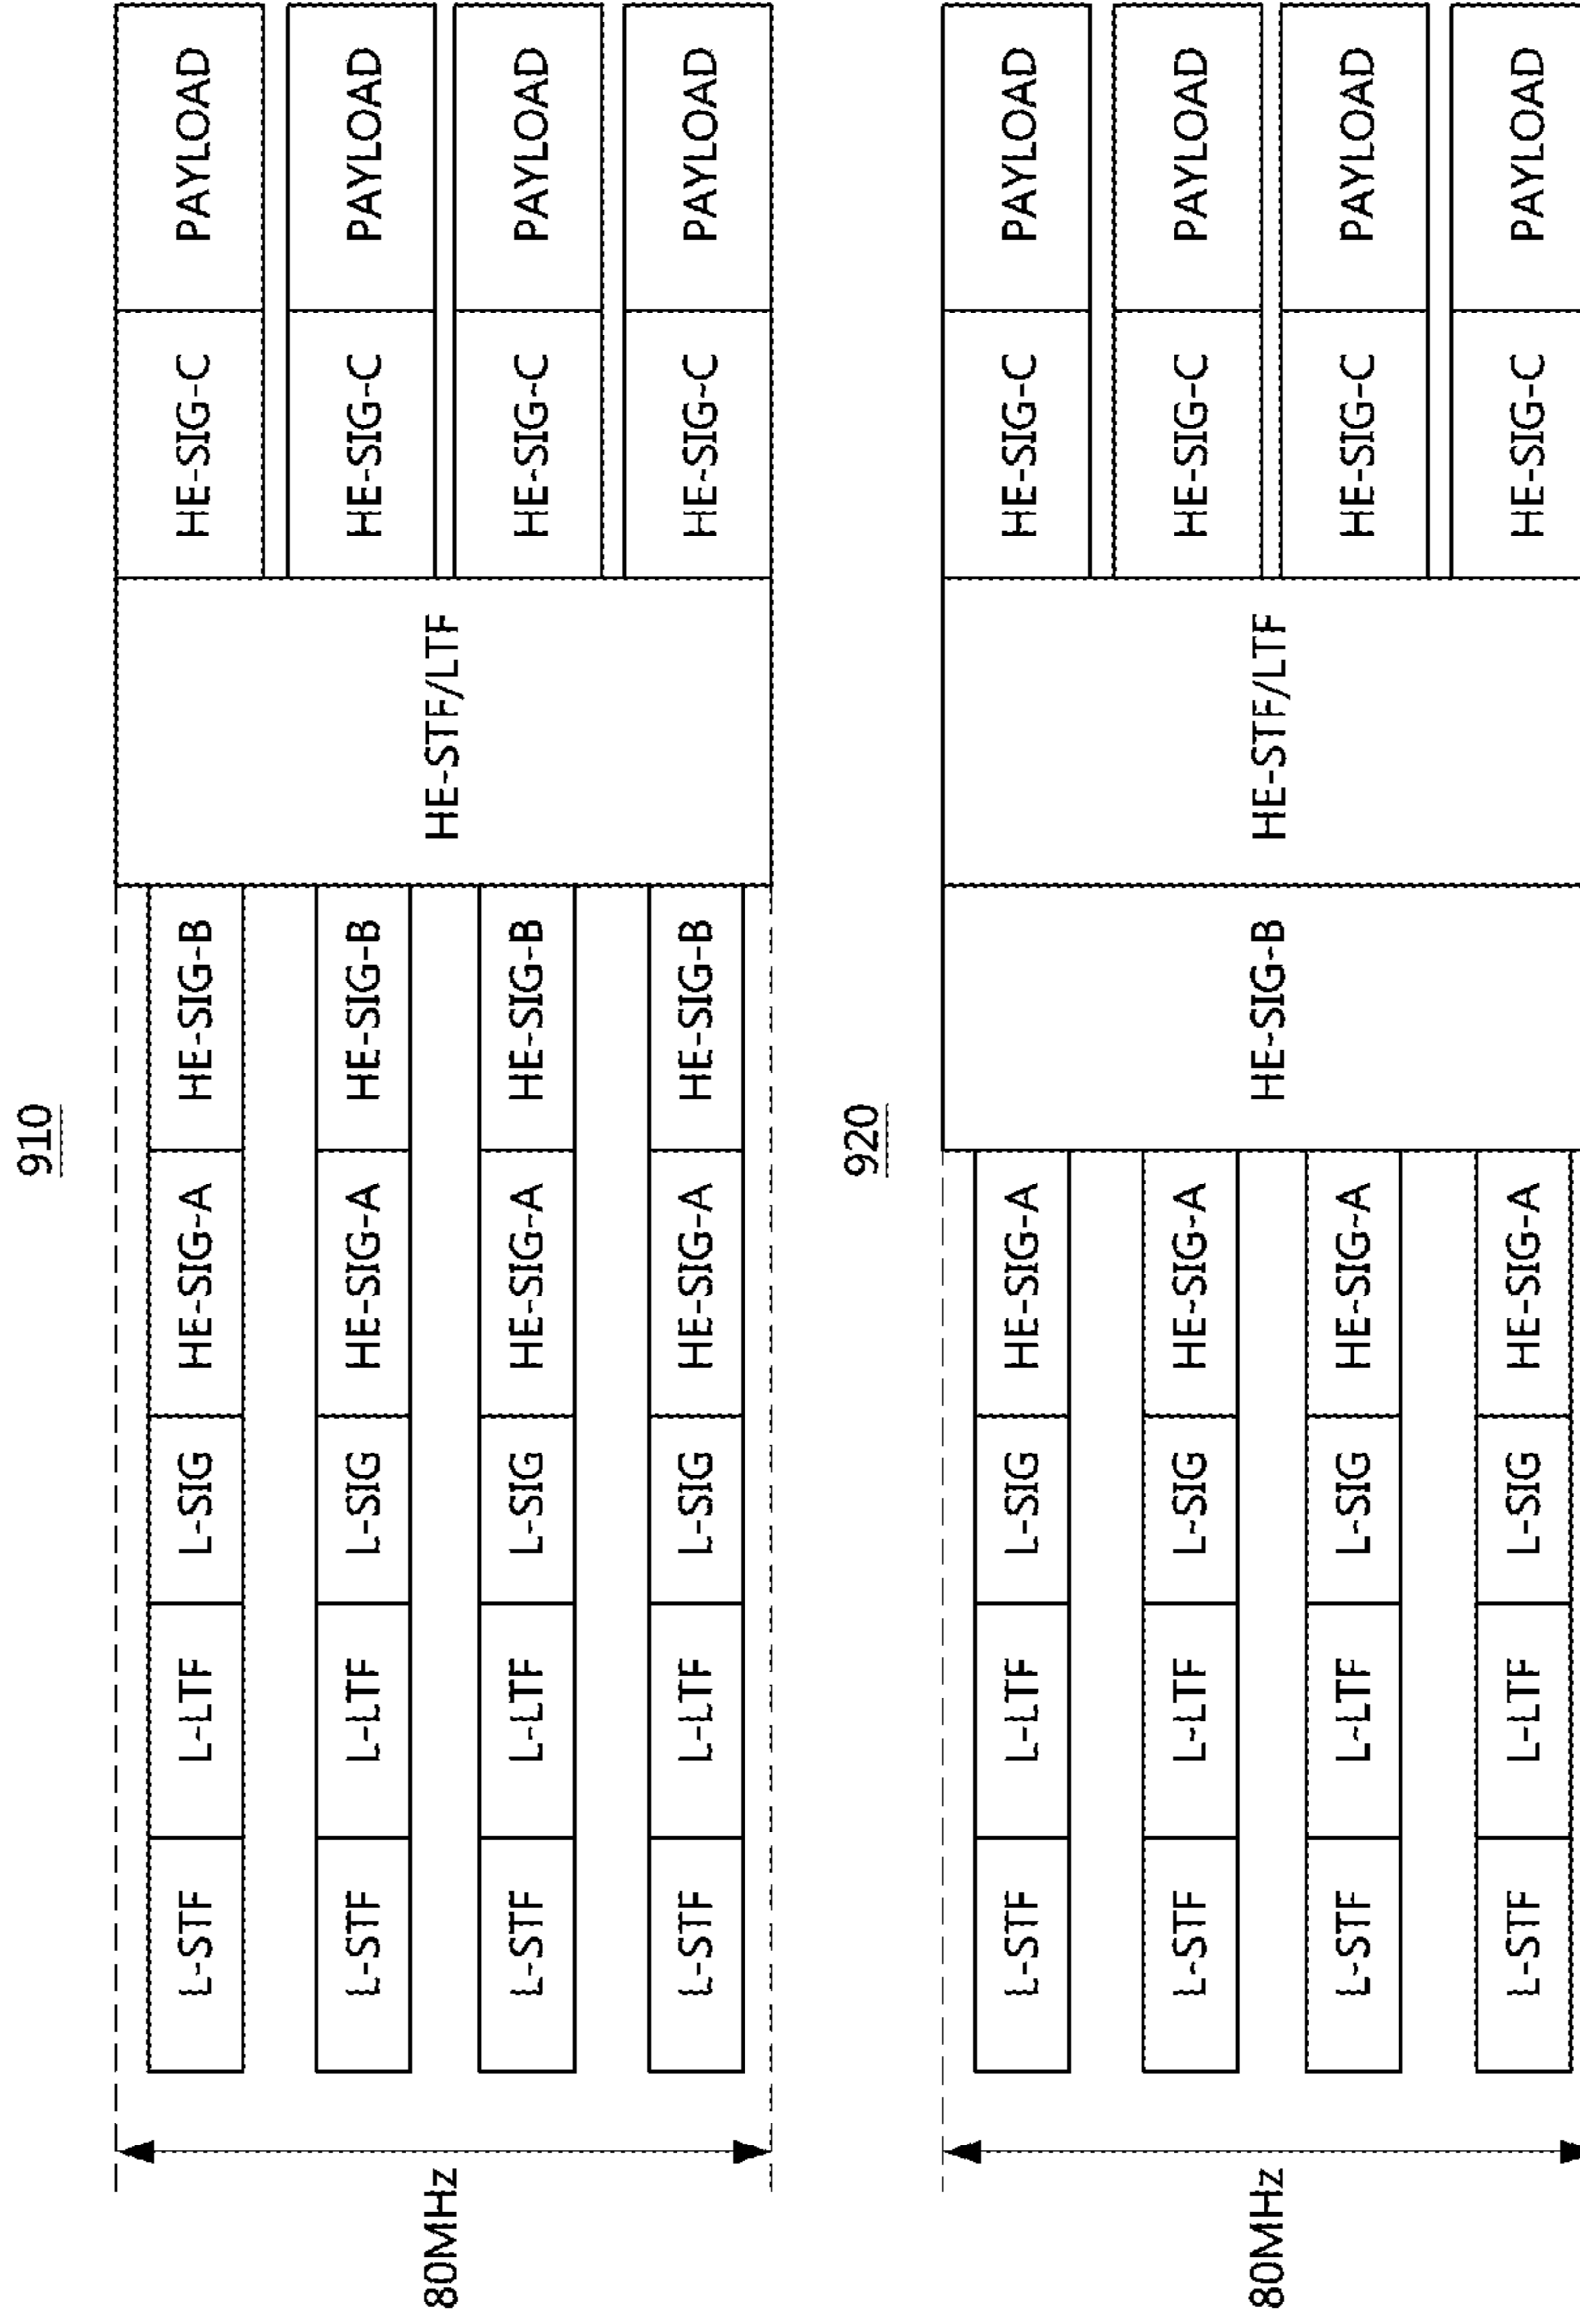 910
L-STF L-LTF L-SIG HE-SIG-A HE-SIG-B HE-SIG-C PAYLOAD
L-STF L-LTF L-SIG HE-SIG-A HE-SIG-B HE-SIG-C PAYLOAD
80MHz HE-STF/LTF
L-STF L-LTF L-SIG HE-SIG-A HE-SIG-B HE-SIG-C PAYLOAD
L-STF L-LTF L-SIG HE-SIG-A HE-SIG-B HE-SIG-C PAYLOAD
920
L-STF L-LTF L-SIG HE-SIG-A HE-SIG-C PAYLOAD
L-STF L-LTF L-SIG HE-SIG-A HE-SIG-C PAYLOAD
80MHz HE-SIG-B HE-STF/LTF
L-STF L-LTF L-SIG HE-SIG-A HE-SIG-C PAYLOAD
L-STF L-LTF L-SIG HE-SIG-A HE-SIG-C PAYLOAD